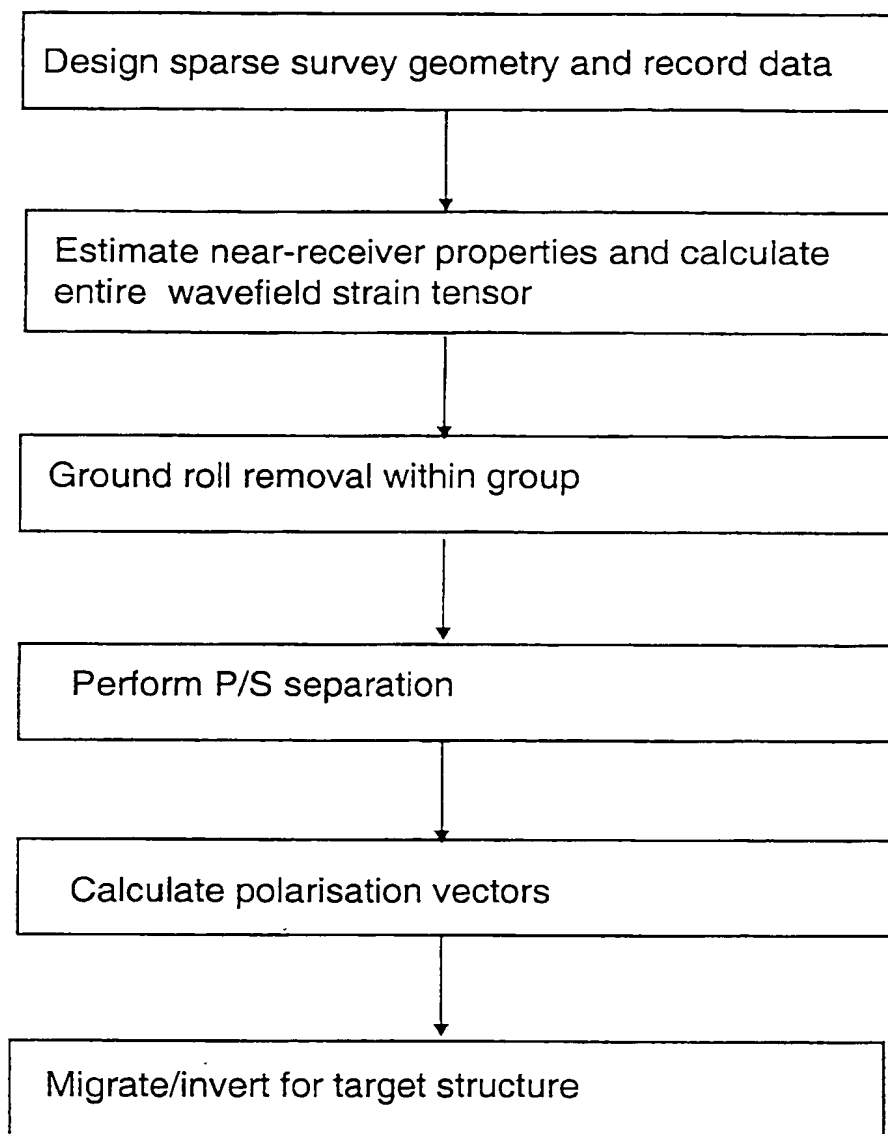 Design sparse survey geometry and record data
Estimate near-receiver properties and calculate
entire wavefield strain tensor
Ground roll removal within group
Perform P/S separation
Calculate polarisation vectors
Migrate/invert for target structure